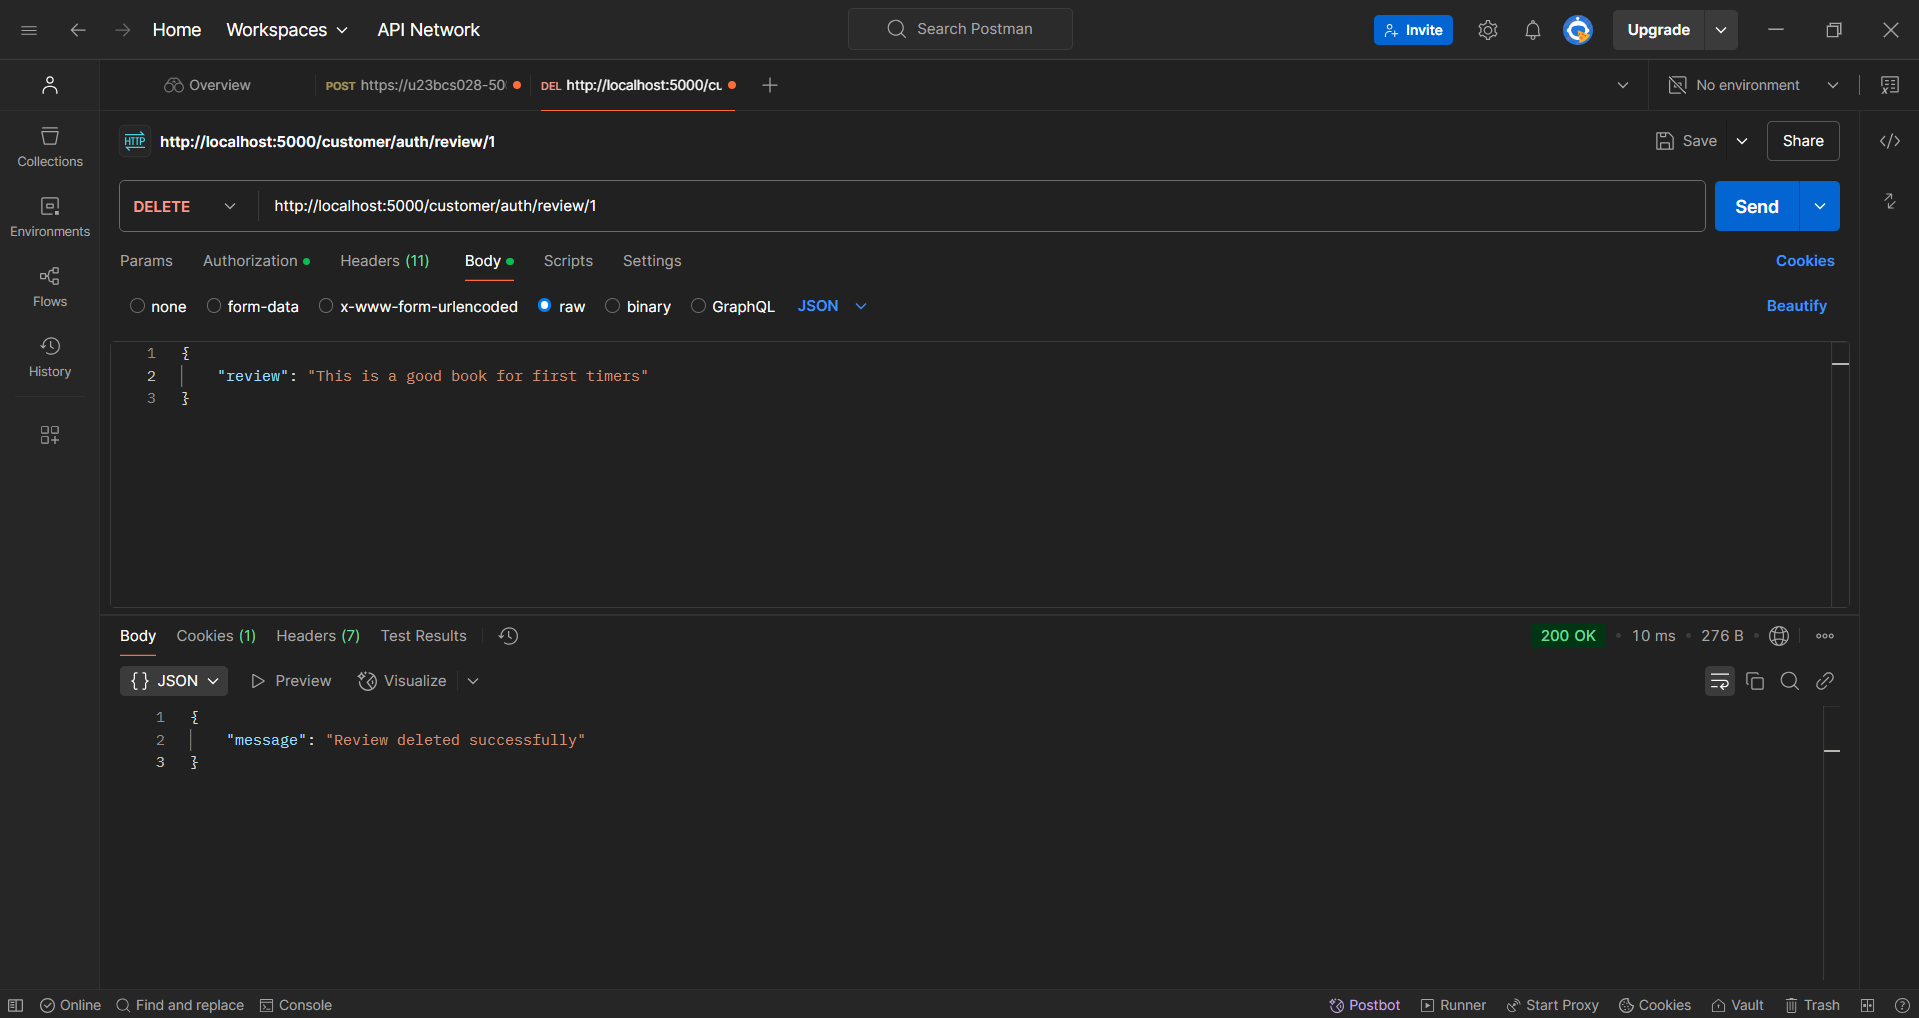 Home Workspaces API Network Search Postman Invite Upgrade
Overview POST https://u23bcs028-50 DEL http://localhost:5000/cu No environment
HTTP http://localhost:5000/customer/auth/review/1 Save Share
Collections
DELETE http://localhost:5000/customer/auth/review/1 Send
Environments
Params Authorization Headers (11) Body Scripts Settings Cookies
Flows
none form-data x-www-form-urlencoded raw binary GraphQL JSON Beautify
History
1 {
2 "review": "This is a good book for first timers"
3 }
Body Cookies (1) Headers (7) Test Results 200 OK 10 ms 276 B
{} JSON Preview Visualize
1 {
2 "message": "Review deleted successfully"
3 }
Online Find and replace Console Postbot Runner Start Proxy Cookies Vault Trash